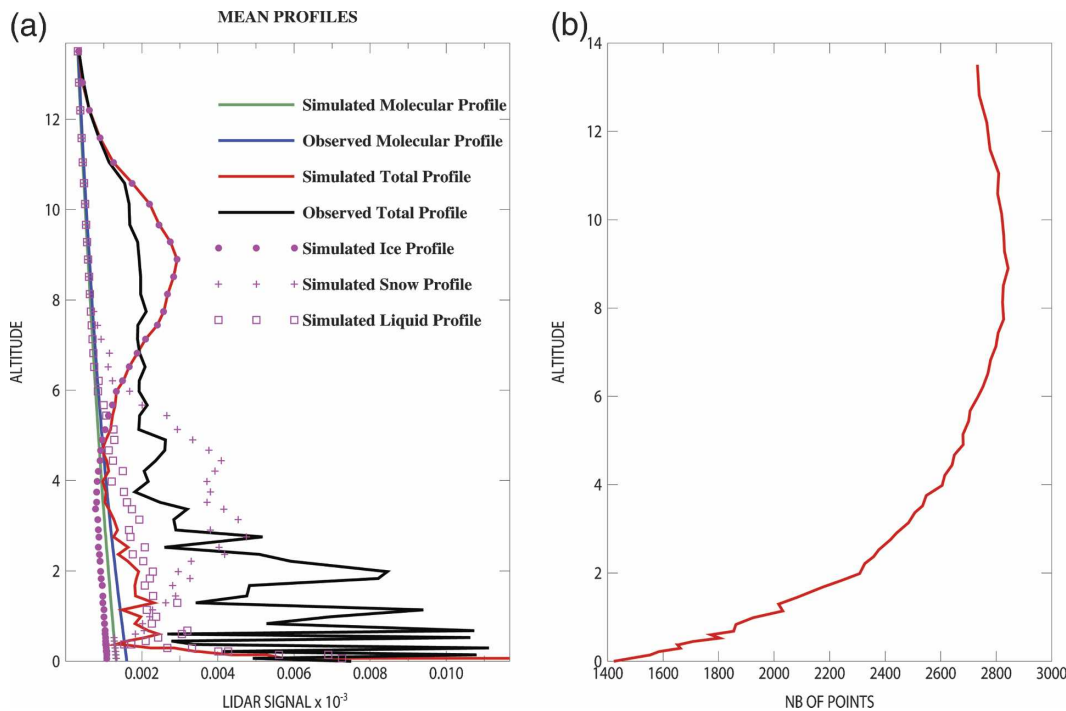 (a)
MEAN PROFILES
Simulated Molecular Profile
Observed Molecular Profile
Simulated Total Profile
Observed Total Profile
Simulated Ice Profile
Simulated Snow Profile
Simulated Liquid Profile
ALTITUDE
12
10
8
6
4
2
0
0.002 0.004 0.006 0.008 0.010
LIDAR SIGNAL x 10⁻³
(b)
ALTITUDE
14
12
10
8
6
4
2
0
1400 1600 1800 2000 2200 2400 2600 2800 3000
NB OF POINTS